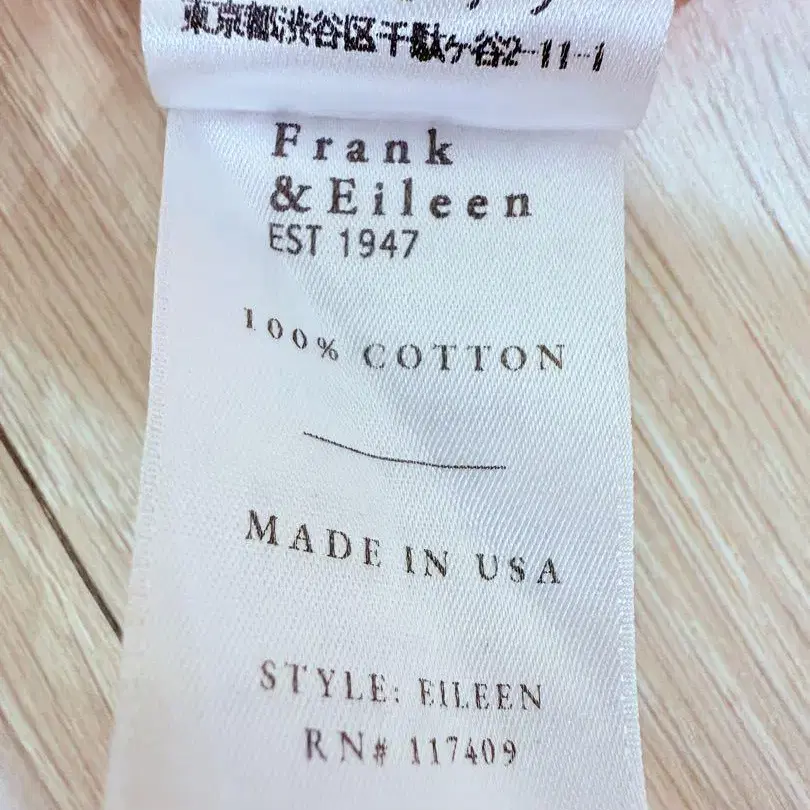 東京都渋谷区千駄ヶ谷2-11-1
Frank
& Eileen
EST 1947
100% COTTON
MADE IN USA
STYLE: EILEEN
RN# 117409